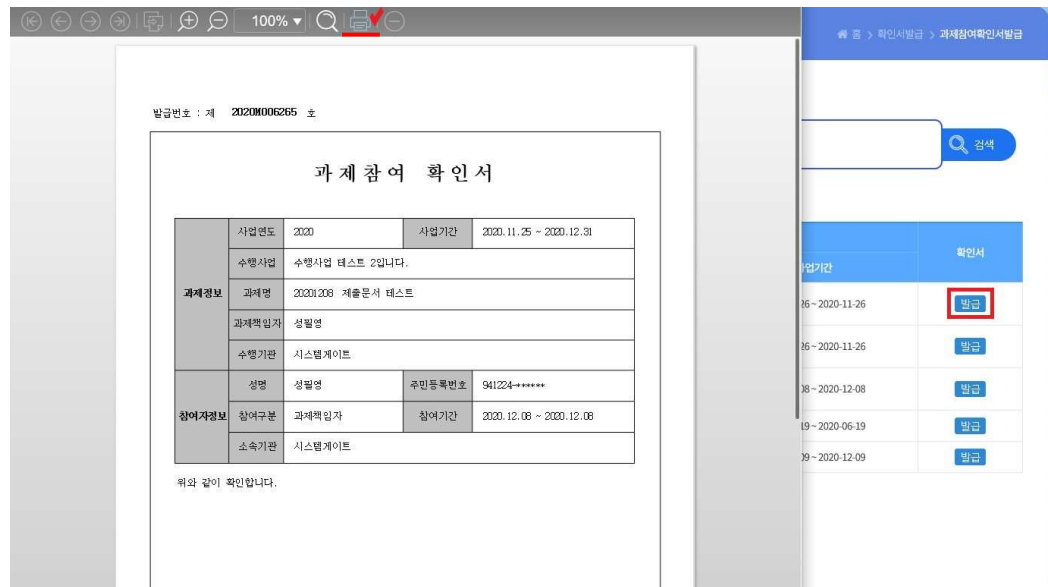 100%
홈 > 확인서발급 > 과제참여확인서발급
발급번호 : 제 2020M006265 호
과제참여 확인서
과제정보
사업연도 2020 사업기간 2020.11.25 ~ 2020.12.31
수행사업 수행사업 테스트 2입니다.
과제명 20201208 제출문서 테스트
과제책임자 성필영
수행기관 시스템게이트
참여자정보
성명 성필영 주민등록번호 941224-******
참여구분 과제책임자 참여기간 2020.12.08 ~ 2020.12.08
소속기관 시스템게이트
위와 같이 확인합니다.
검색
확인서
업기간
26 ~ 2020-11-26 발급
26 ~ 2020-11-26 발급
08 ~ 2020-12-08 발급
19 ~ 2020-06-19 발급
09 ~ 2020-12-09 발급